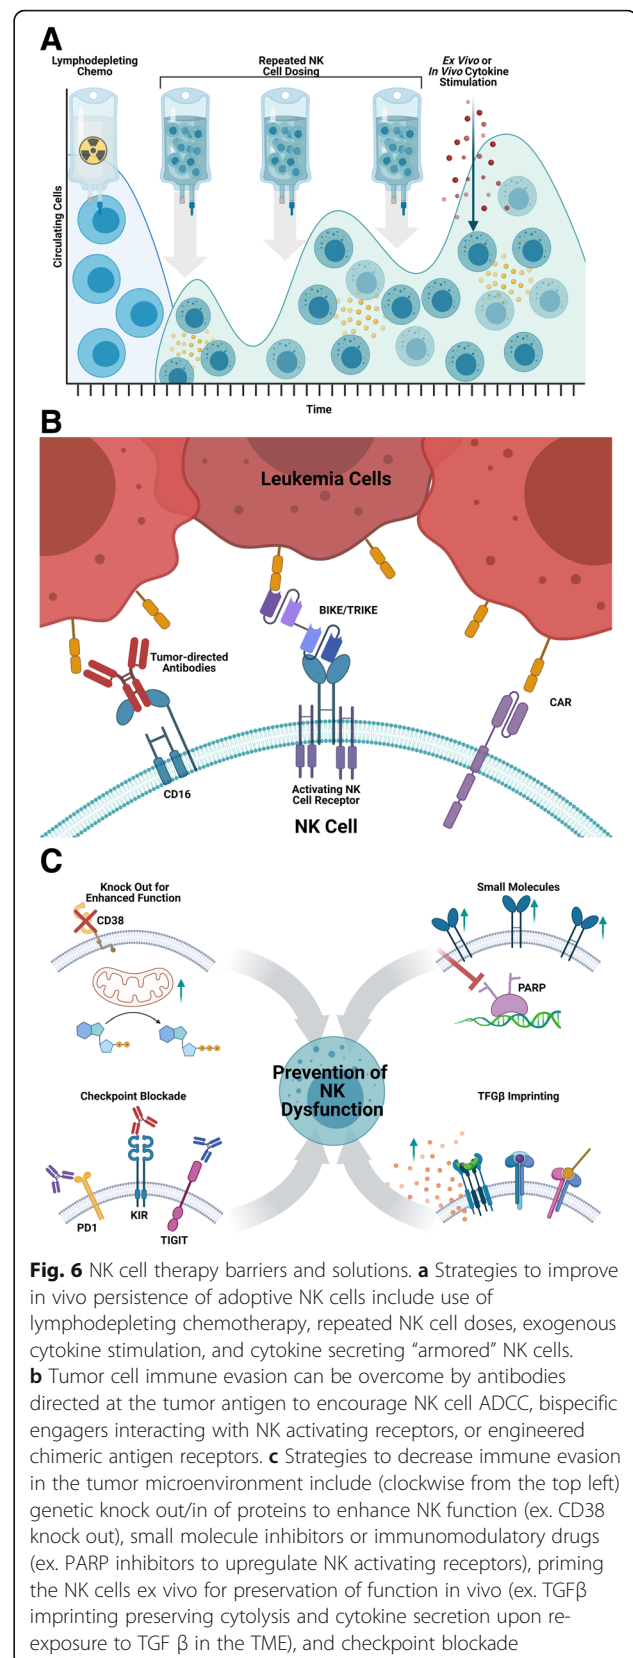 A
Lymphodepleting
Chemo
Repeated NK
Cell Dosing
Ex Vivo or
In Vivo Cytokine
Stimulation
Circulating Cells
Time
B
Leukemia Cells
BIKE/TRIKE
Tumor-directed
Antibodies
CAR
CD16
Activating NK
Cell Receptor
NK Cell
C
Knock Out for
Enhanced Function
CD38
Small Molecules
PARP
Prevention of
NK
Dysfunction
Checkpoint Blockade
PD1
KIR
TIGIT
TFGβ Imprinting
Fig. 6 NK cell therapy barriers and solutions. a Strategies to improve
in vivo persistence of adoptive NK cells include use of
lymphodepleting chemotherapy, repeated NK cell doses, exogenous
cytokine stimulation, and cytokine secreting “armored” NK cells.
b Tumor cell immune evasion can be overcome by antibodies
directed at the tumor antigen to encourage NK cell ADCC, bispecific
engagers interacting with NK activating receptors, or engineered
chimeric antigen receptors. c Strategies to decrease immune evasion
in the tumor microenvironment include (clockwise from the top left)
genetic knock out/in of proteins to enhance NK function (ex. CD38
knock out), small molecule inhibitors or immunomodulatory drugs
(ex. PARP inhibitors to upregulate NK activating receptors), priming
the NK cells ex vivo for preservation of function in vivo (ex. TGFβ
imprinting preserving cytolysis and cytokine secretion upon re-
exposure to TGF β in the TME), and checkpoint blockade